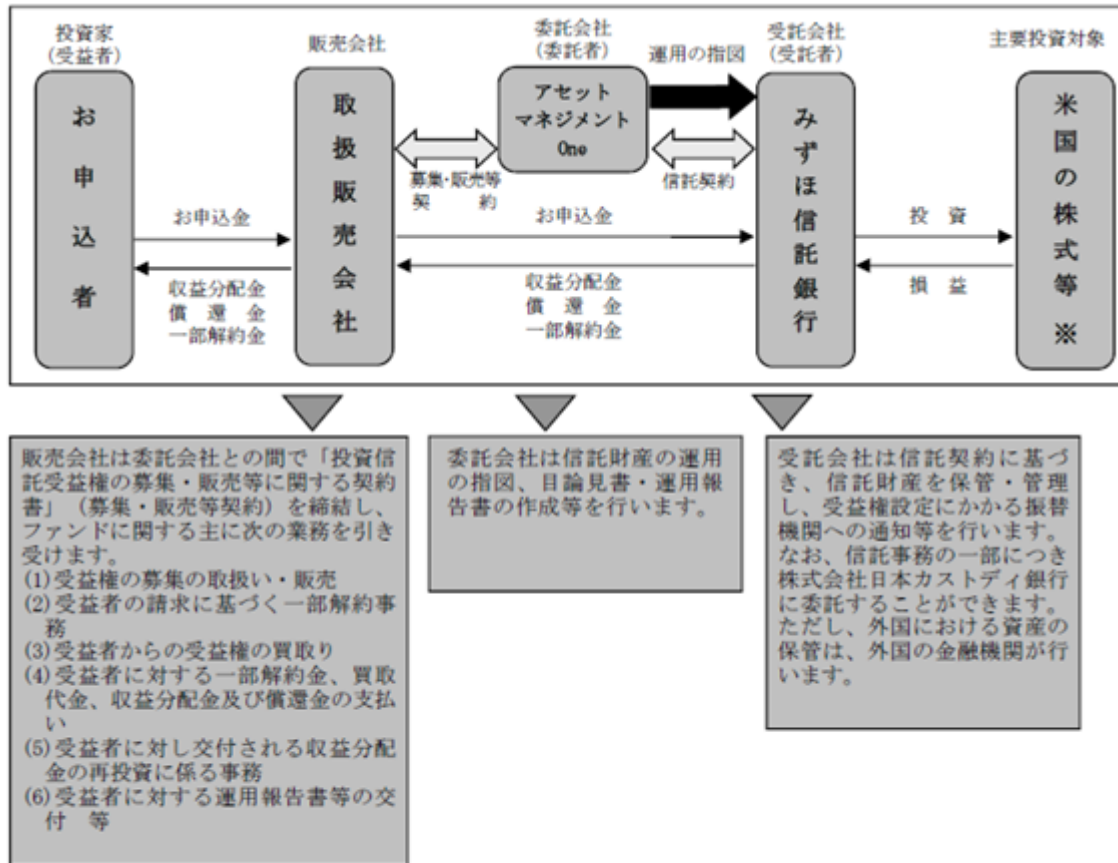 投資家
(受益者)
販売会社
委託会社
(委託者)
運用の指図
受託会社
(受託者)
主要投資対象
お申込者
取扱販売会社
アセット
マネジメント
One
みずほ信託銀行
米国の株式等※
募集・販売等
契約
信託契約
お申込金
収益分配金
償還金
一部解約金
お申込金
収益分配金
償還金
一部解約金
投資
損益
販売会社は委託会社との間で「投資信
託受益権の募集・販売等に関する契約
書」（募集・販売等契約）を締結し、
ファンドに関する主に次の業務を引き
受けます。
(1)受益権の募集の取扱い・販売
(2)受益者の請求に基づく一部解約事
務
(3)受益者からの受益権の買取り
(4)受益者に対する一部解約金、買取
代金、収益分配金及び償還金の支払
い
(5)受益者に対し交付される収益分配
金の再投資に係る事務
(6)受益者に対する運用報告書等の交
付　等
委託会社は信託財産の運用
の指図、目論見書・運用報
告書の作成等を行います。
受託会社は信託契約に基づ
き、信託財産を保管・管理
し、受益権設定にかかる振替
機関への通知等を行います。
なお、信託事務の一部につき
株式会社日本カストディ銀行
に委託することができます。
ただし、外国における資産の
保管は、外国の金融機関が行
います。